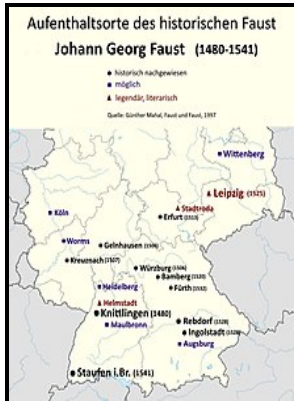 Aufenthaltsorte des historischen Faust
Johann Georg Faust (1480-1541)
historisch nachgewiesen
möglich
legendär, literarisch
Quelle: Günther Mahal, Faust und Faust, 1997
Wittenberg
Leipzig (1525)
Stadtroda
Köln
Erfurt (1513)
Worms
Gelnhausen (1506)
Kreuznach (1507)
Würzburg (1506)
Bamberg (1520)
Heidelberg
Fürth (1532)
Helmstadt
Knittlingen (1480)
Rebdorf (1528)
Maulbronn
Ingolstadt (1528)
Augsburg
Staufen i.Br. (1541)